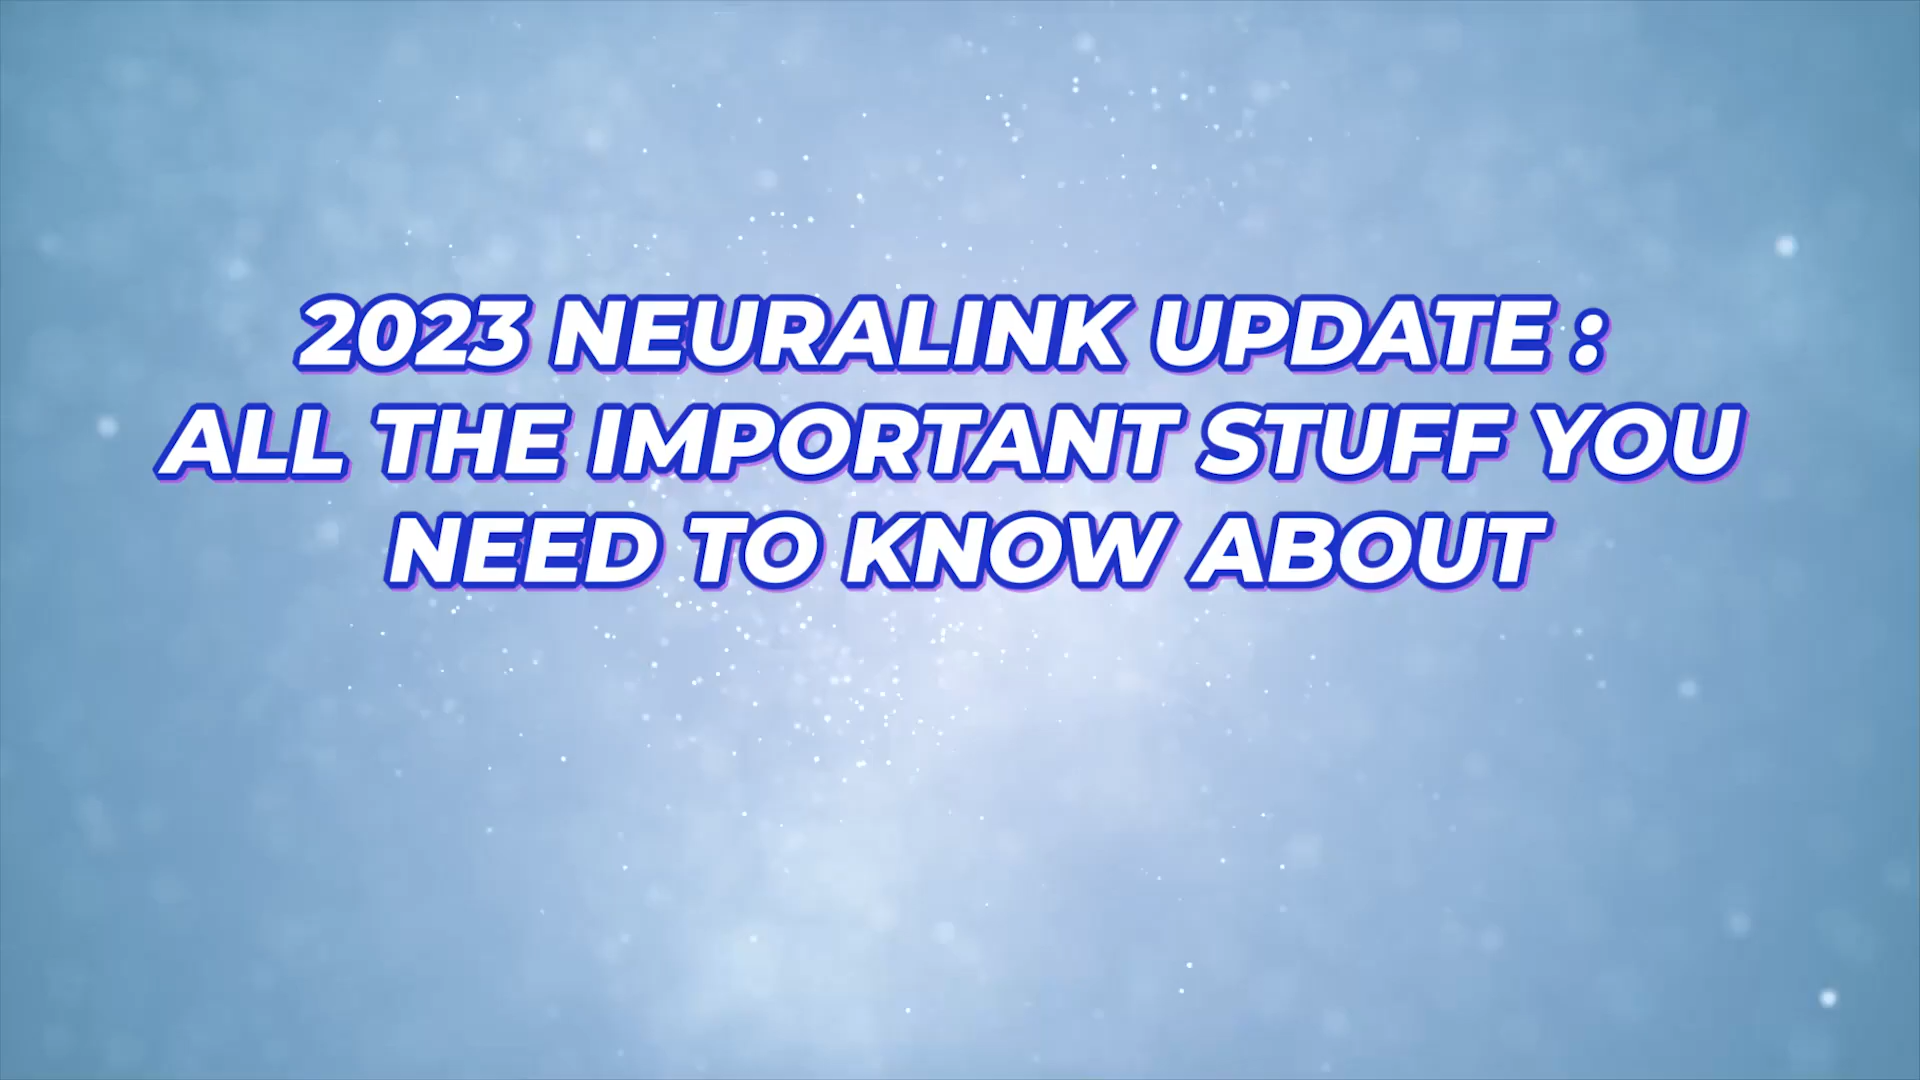 2023 NEURALINK UPDATE :
ALL THE IMPORTANT STUFF YOU
NEED TO KNOW ABOUT